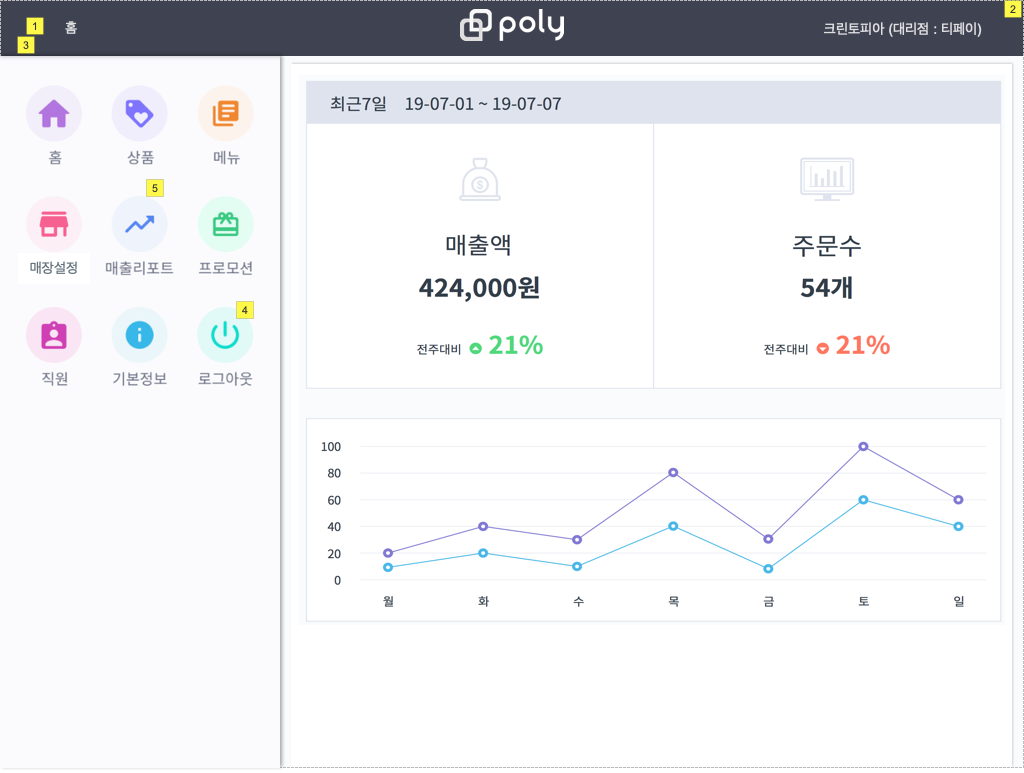 1
홈
3
poly
크린토피아 (대리점 : 티페이)
2
홈
상품
메뉴
5
매장설정
매출리포트
프로모션
4
직원
기본정보
로그아웃
최근7일 19-07-01 ~ 19-07-07
$
매출액
424,000원
전주대비 21%
주문수
54개
전주대비 21%
100
80
60
40
20
0
월 화 수 목 금 토 일